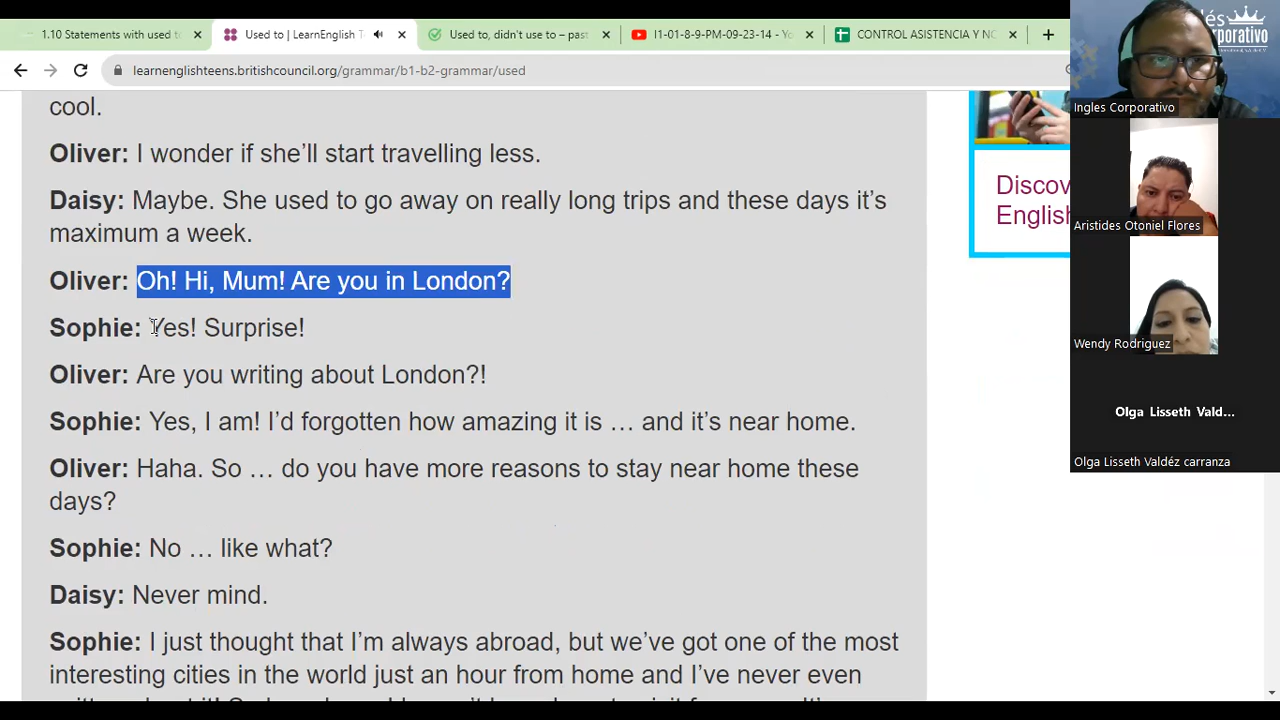 1.10 Statements with used t
Used to | LearnEnglish T
Used to, didn't use to – past
I1-01-8-9-PM-09-23-14 - Yo
CONTROL ASISTENCIA Y NO
learnenglishteens.britishcouncil.org/grammar/b1-b2-grammar/used
cool.
Oliver: I wonder if she'll start travelling less.
Daisy: Maybe. She used to go away on really long trips and these days it's
maximum a week.
Oliver: Oh! Hi, Mum! Are you in London?
Sophie: Yes! Surprise!
Oliver: Are you writing about London?!
Sophie: Yes, I am! I'd forgotten how amazing it is … and it's near home.
Oliver: Haha. So … do you have more reasons to stay near home these
days?
Sophie: No … like what?
Daisy: Never mind.
Sophie: I just thought that I'm always abroad, but we've got one of the most
interesting cities in the world just an hour from home and I've never even
Discov
English
Corporativo
Ingles Corporativo
Aristides Otoniel Flores
Wendy Rodriguez
Olga Lisseth Vald...
Olga Lisseth Valdéz carranza